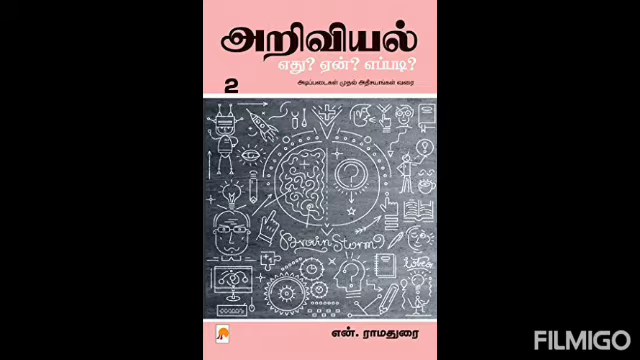 அறிவியல்
எது? ஏன்? எப்படி?
அடிப்படைகள் முதல் அதிசயங்கள் வரை
2
Brain Storm?
என். ராமதுரை
FILMIGO